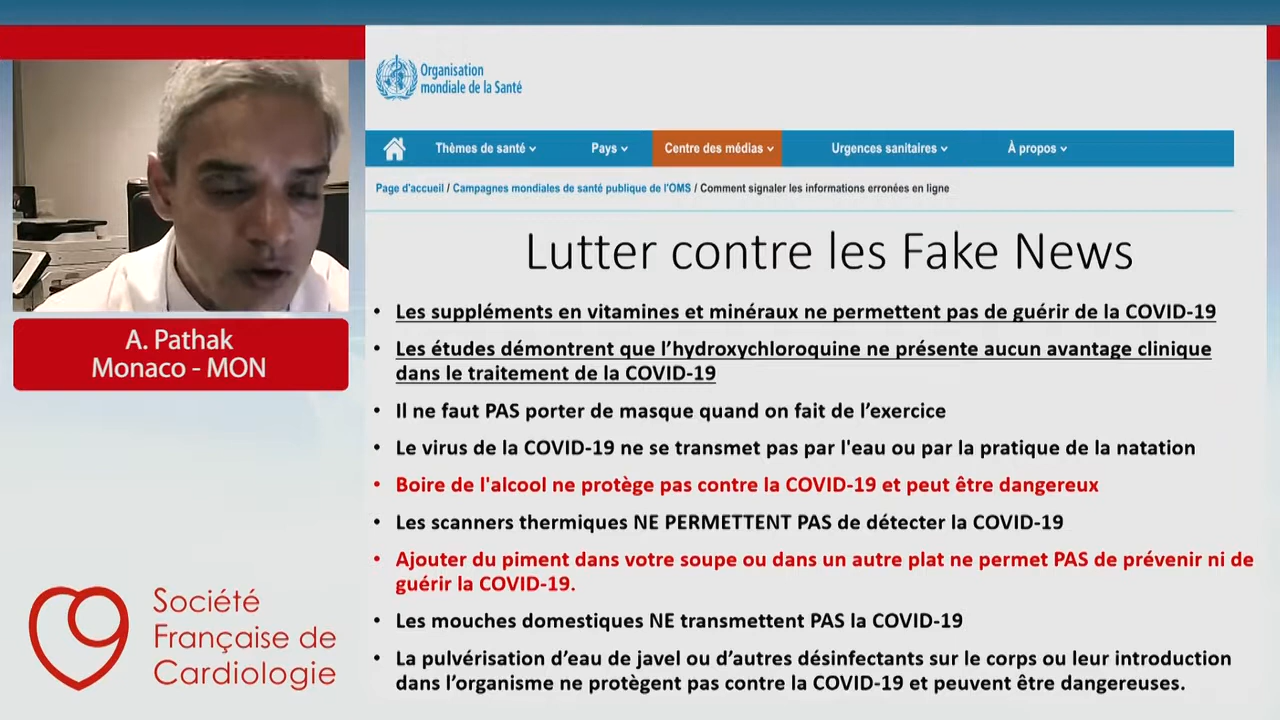 Organisation
mondiale de la Santé
Thèmes de santé
Pays
Centre des médias
Urgences sanitaires
À propos
Page d'accueil / Campagnes mondiales de santé publique de l'OMS / Comment signaler les informations erronées en ligne
Lutter contre les Fake News
• Les suppléments en vitamines et minéraux ne permettent pas de guérir de la COVID-19
• Les études démontrent que l’hydroxychloroquine ne présente aucun avantage clinique
dans le traitement de la COVID-19
• Il ne faut PAS porter de masque quand on fait de l’exercice
• Le virus de la COVID-19 ne se transmet pas par l'eau ou par la pratique de la natation
• Boire de l'alcool ne protège pas contre la COVID-19 et peut être dangereux
• Les scanners thermiques NE PERMETTENT PAS de détecter la COVID-19
• Ajouter du piment dans votre soupe ou dans un autre plat ne permet PAS de prévenir ni de
guérir la COVID-19.
• Les mouches domestiques NE transmettent PAS la COVID-19
• La pulvérisation d’eau de javel ou d’autres désinfectants sur le corps ou leur introduction
dans l’organisme ne protègent pas contre la COVID-19 et peuvent être dangereuses.
A. Pathak
Monaco - MON
Société
Française de
Cardiologie